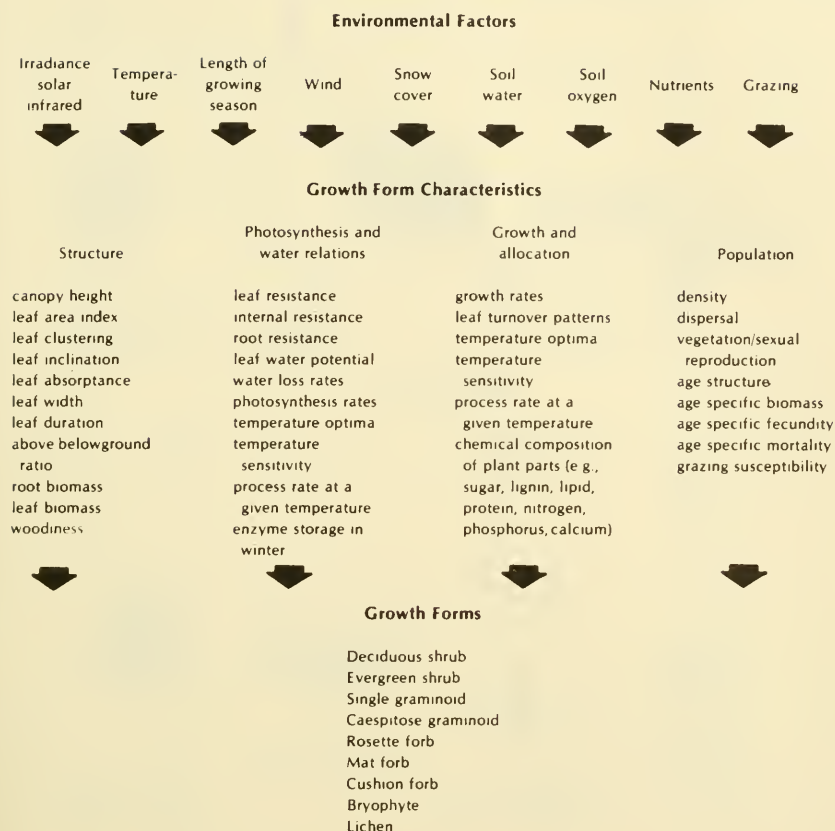 Environmental Factors
Irradiance
solar
infrared
Tempera-
ture
Length of
growing
season
Wind
Snow
cover
Soil
water
Soil
oxygen
Nutrients
Grazing
Growth Form Characteristics
Structure
canopy height
leaf area index
leaf clustering
leaf inclination
leaf absorptance
leaf width
leaf duration
above belowground
ratio
root biomass
leaf biomass
woodiness
Photosynthesis and
water relations
leaf resistance
internal resistance
root resistance
leaf water potential
water loss rates
photosynthesis rates
temperature optima
temperature
sensitivity
process rate at a
given temperature
enzyme storage in
winter
Growth and
allocation
growth rates
leaf turnover patterns
temperature optima
temperature
sensitivity
process rate at a
given temperature
chemical composition
of plant parts (e g.,
sugar, lignin, lipid,
protein, nitrogen,
phosphorus, calcium)
Population
density
dispersal
vegetation/sexual
reproduction
age structure
age specific biomass
age specific fecundity
age specific mortality
grazing susceptibility
Growth Forms
Deciduous shrub
Evergreen shrub
Single graminoid
Caespitose graminoid
Rosette forb
Mat forb
Cushion forb
Bryophyte
Lichen